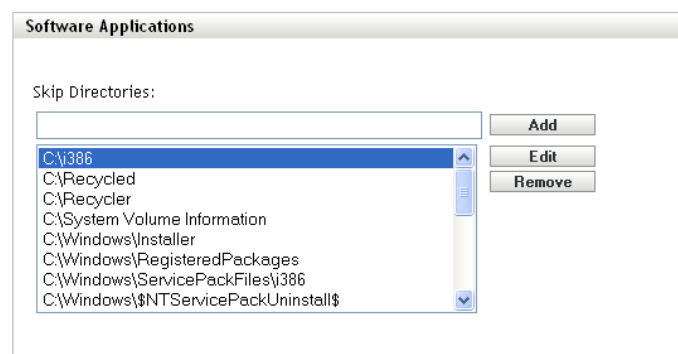 Software Applications
Skip Directories:
Add
C:\i386
Edit
C:\Recycled
Remove
C:\Recycler
C:\System Volume Information
C:\Windows\Installer
C:\Windows\RegisteredPackages
C:\Windows\ServicePackFiles\i386
C:\Windows\$NTServicePackUninstall$